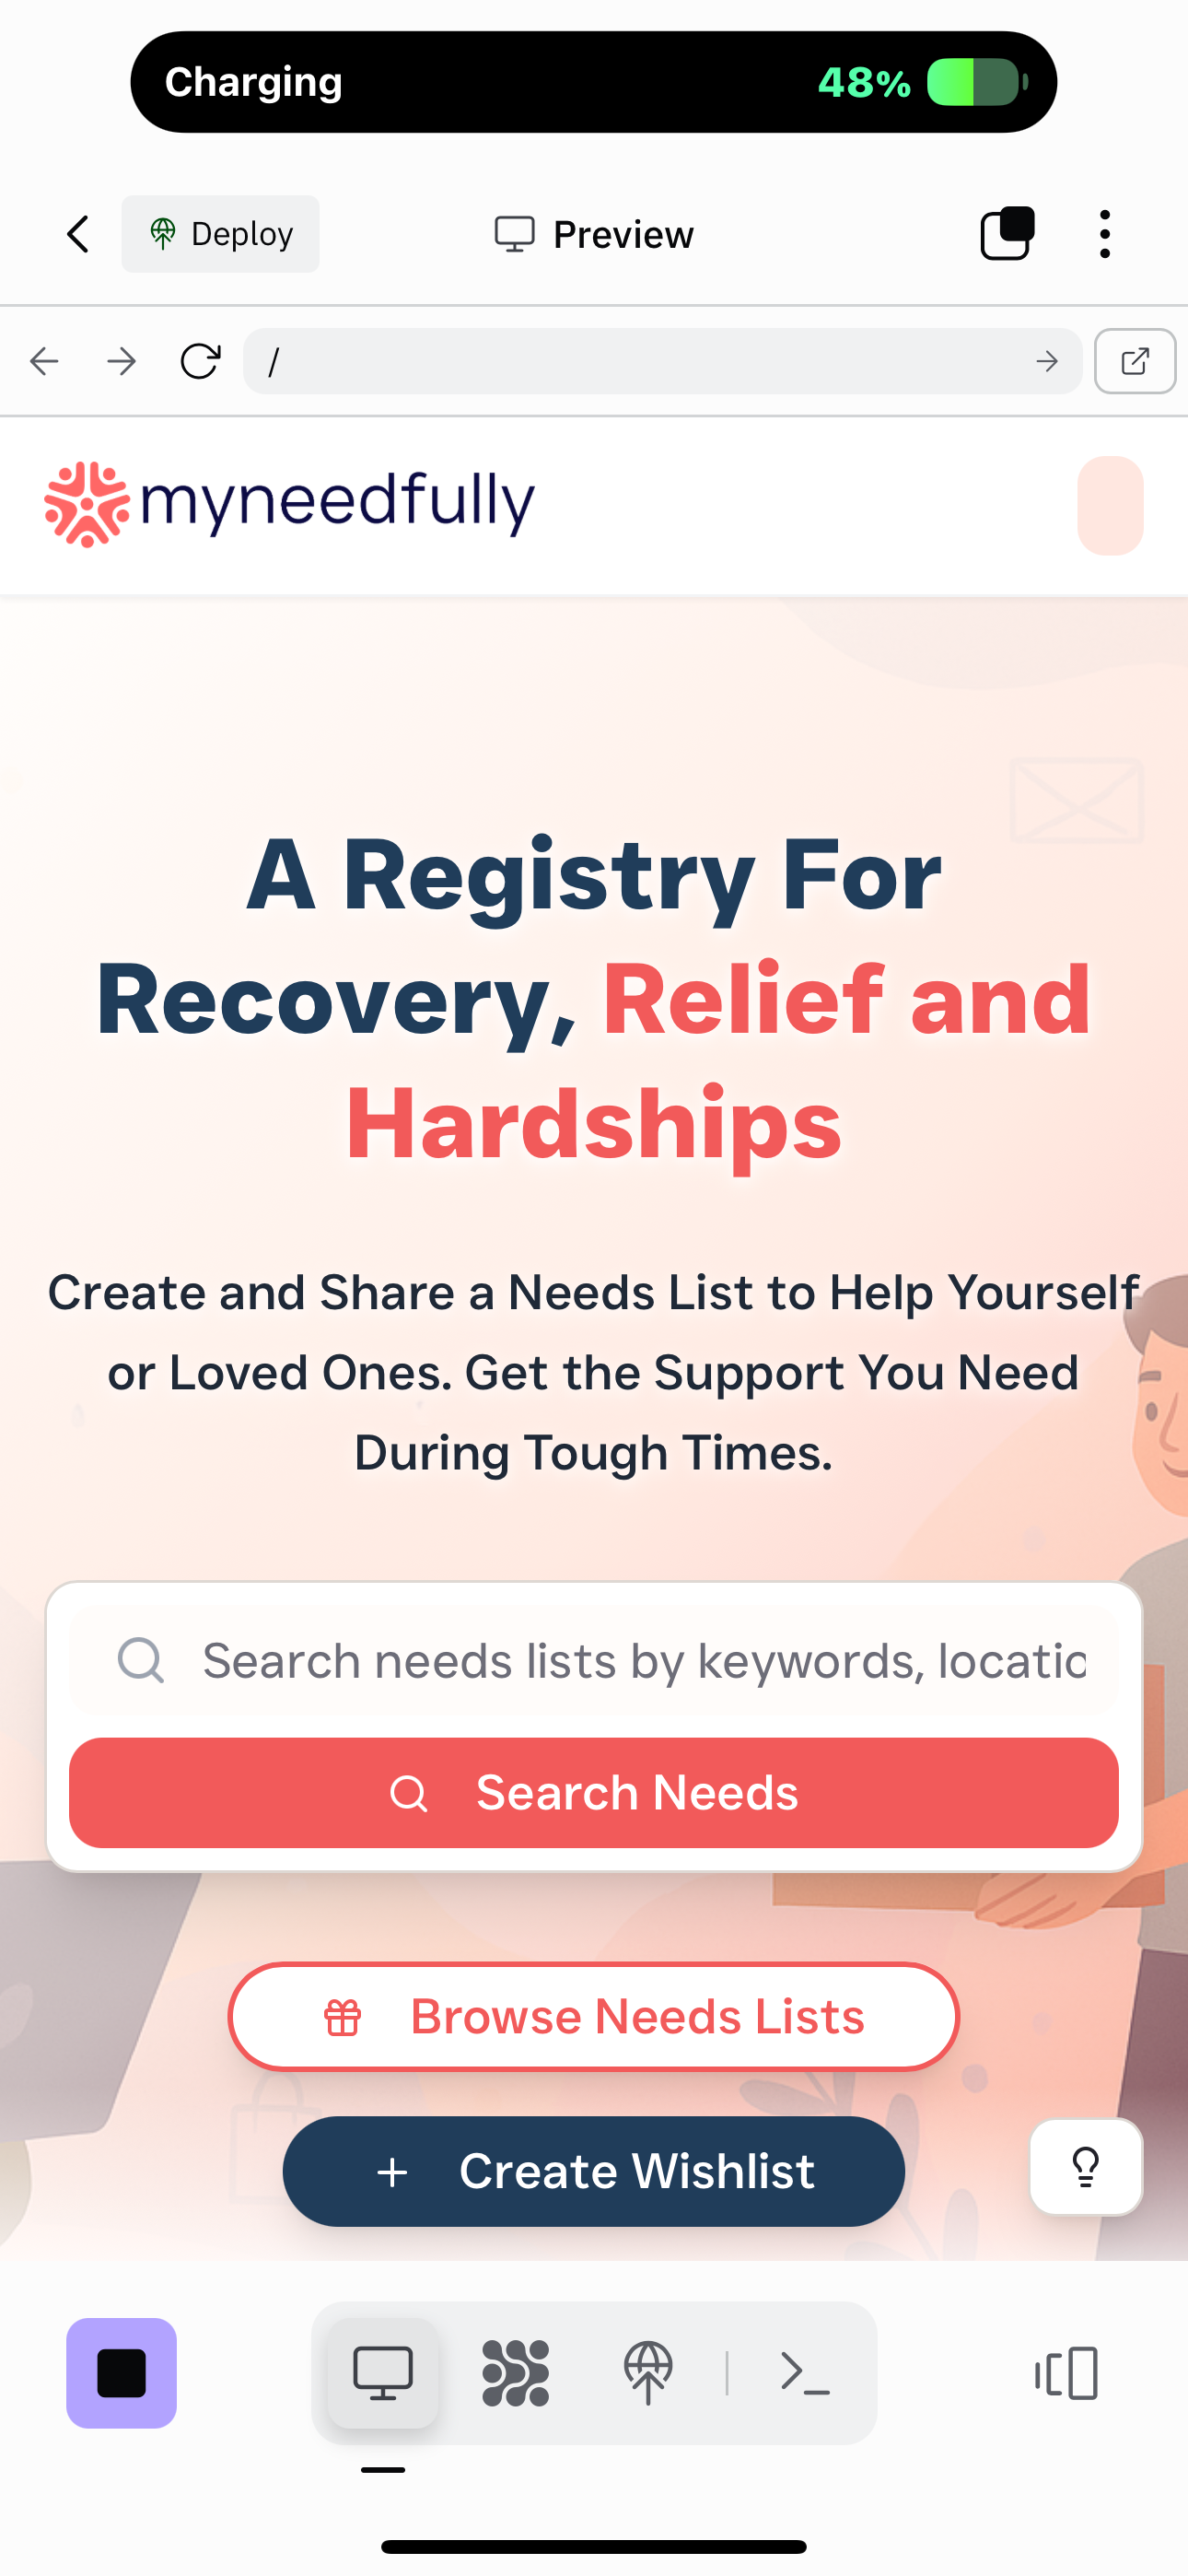 Charging 48%
Deploy Preview
/
myneedfully
A Registry For
Recovery, Relief and
Hardships
Create and Share a Needs List to Help Yourself
or Loved Ones. Get the Support You Need
During Tough Times.
Search needs lists by keywords, locatio
Search Needs
Browse Needs Lists
Create Wishlist